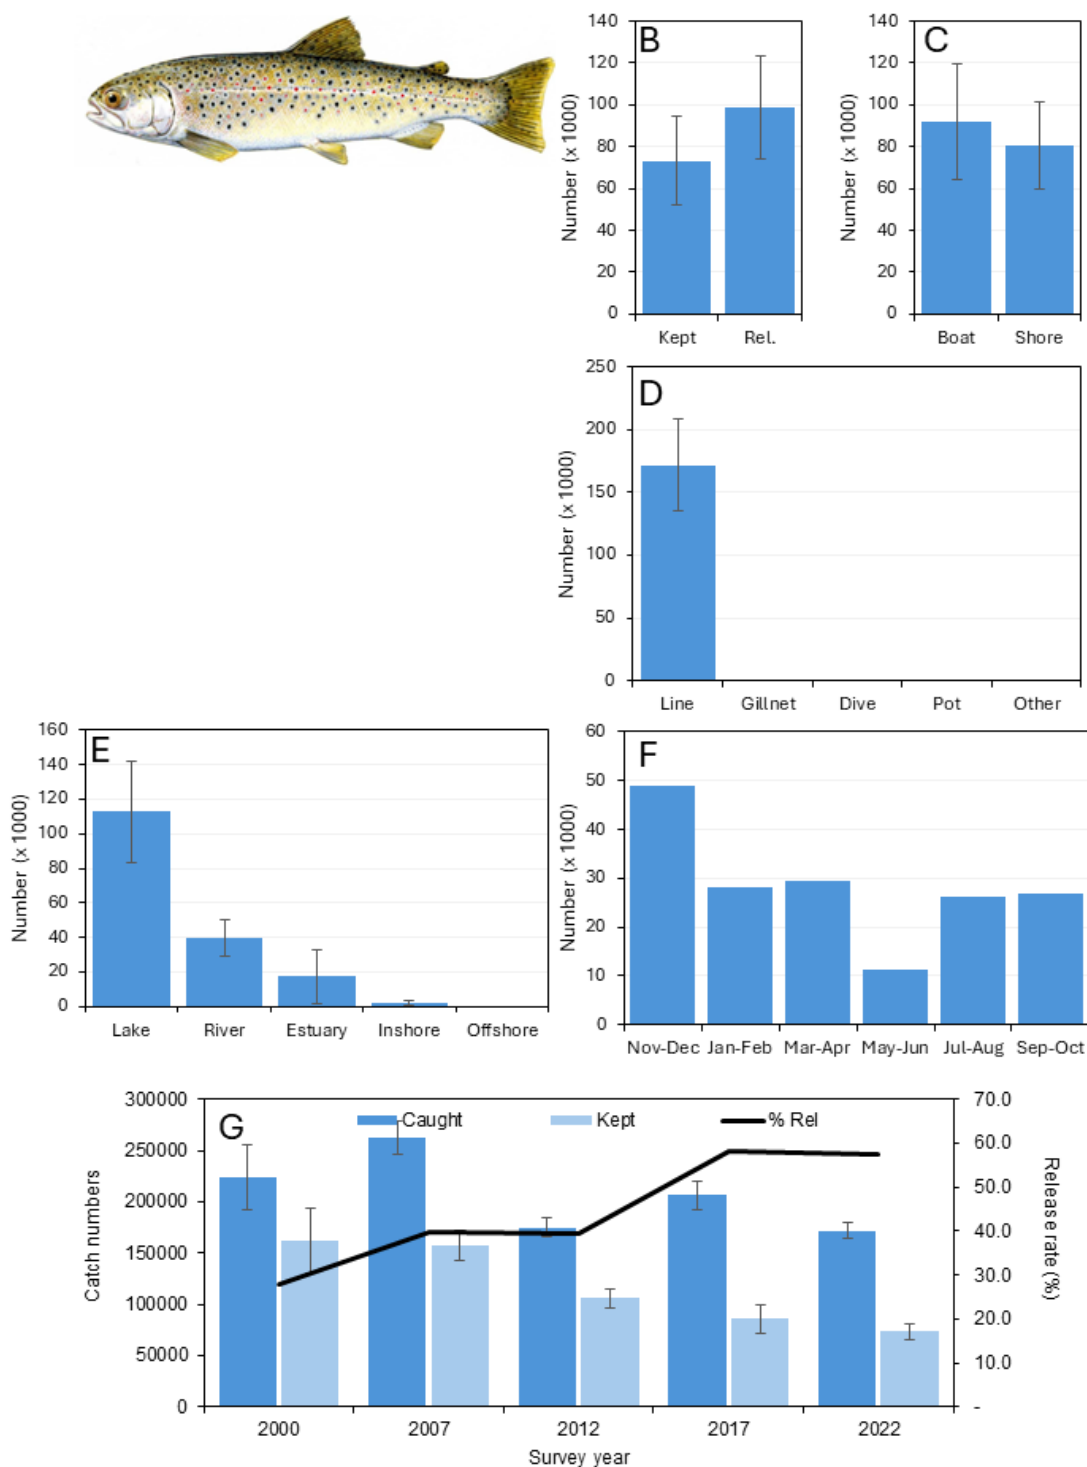 B
Number (x 1000)
140
120
100
80
60
40
20
0
Kept Rel.
C
Number (x 1000)
140
120
100
80
60
40
20
0
Boat Shore
D
Number (x 1000)
250
200
150
100
50
0
Line Gillnet Dive Pot Other
E
Number (x 1000)
160
140
120
100
80
60
40
20
0
Lake River Estuary Inshore Offshore
F
Number (x 1000)
60
50
40
30
20
10
0
Nov-Dec Jan-Feb Mar-Apr May-Jun Jul-Aug Sep-Oct
G
Caught Kept % Rel
Catch numbers
300000
250000
200000
150000
100000
50000
0
70.0
60.0
50.0
40.0
30.0
20.0
10.0
-
Release rate (%)
2000 2007 2012 2017 2022
Survey year